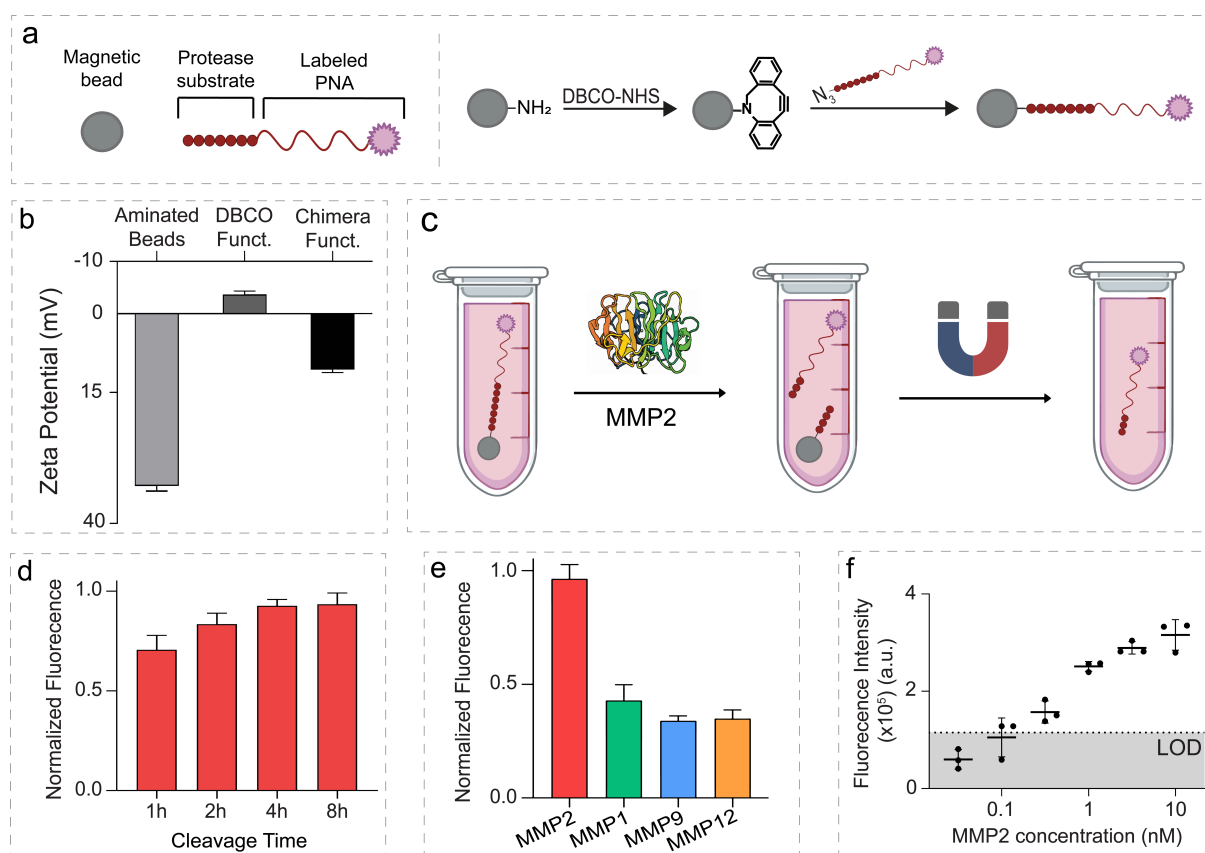 a
Magnetic
bead
Protease
substrate
Labeled
PNA
NH₂
DBCO-NHS
N
N₃
b
Aminated
Beads
DBCO
Funct.
Chimera
Funct.
Zeta Potential (mV)
-10
0
15
40
c
MMP2
d
Normalized Fluorecence
1.0
0.5
0.0
1h
2h
4h
8h
Cleavage Time
e
Normalized Fluorecence
1.0
0.5
0.0
MMP2
MMP1
MMP9
MMP12
f
Fluorecence Intensity
(x10⁵) (a.u.)
4
2
0
LOD
0.1
1
10
MMP2 concentration (nM)